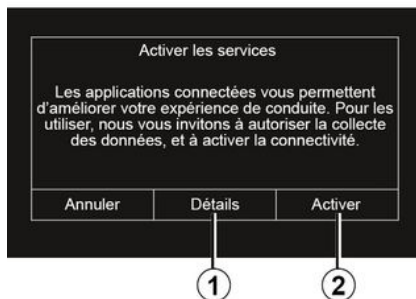 Activer les services
Les applications connectées vous permettent
d'améliorer votre expérience de conduite. Pour les
utiliser, nous vous invitons à autoriser la collecte
des données, et à activer la connectivité.
Annuler Détails Activer
1 2